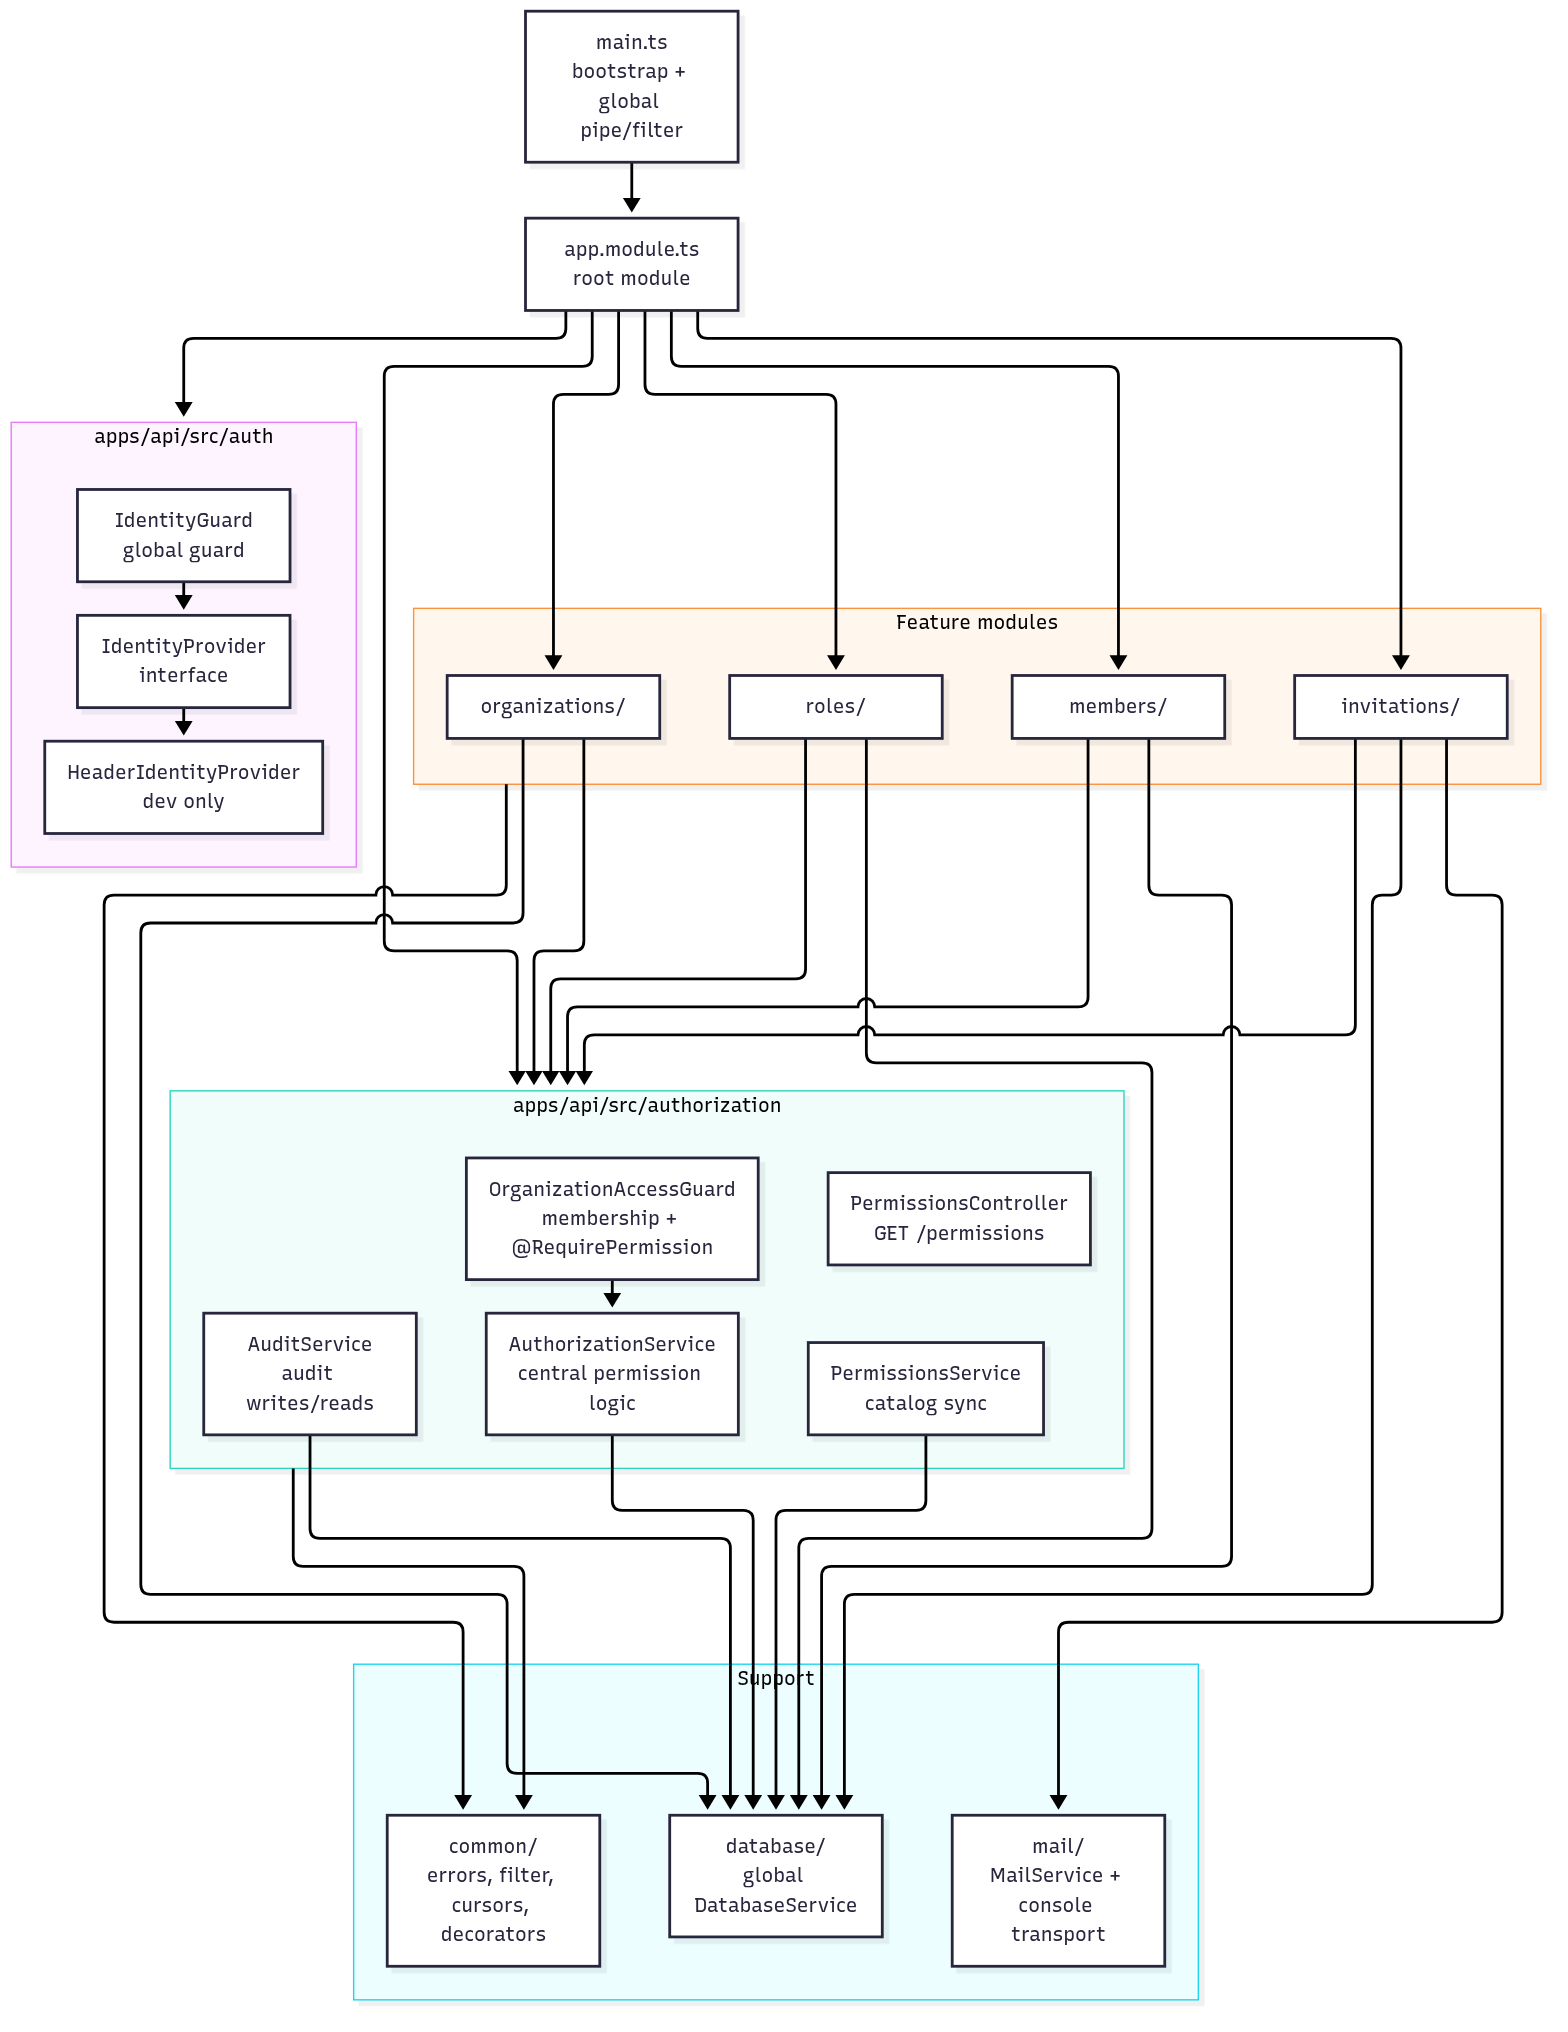 main.ts
bootstrap +
global
pipe/filter
app.module.ts
root module
apps/api/src/auth
IdentityGuard
global guard
IdentityProvider
interface
HeaderIdentityProvider
dev only
Feature modules
organizations/
roles/
members/
invitations/
apps/api/src/authorization
OrganizationAccessGuard
membership +
@RequirePermission
PermissionsController
GET /permissions
AuditService
audit
writes/reads
AuthorizationService
central permission
logic
PermissionsService
catalog sync
Support
common/
errors, filter,
cursors,
decorators
database/
global
DatabaseService
mail/
MailService +
console
transport